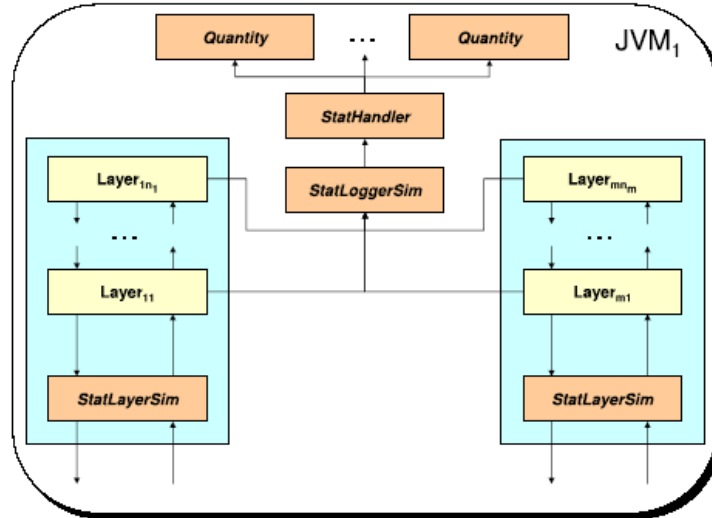 Quantity ... Quantity JVM₁
StatHandler
Layer₁ₙ₁ StatLoggerSim Layerₘₙₘ
... ...
Layer₁₁ Layerₘ₁
StatLayerSim StatLayerSim